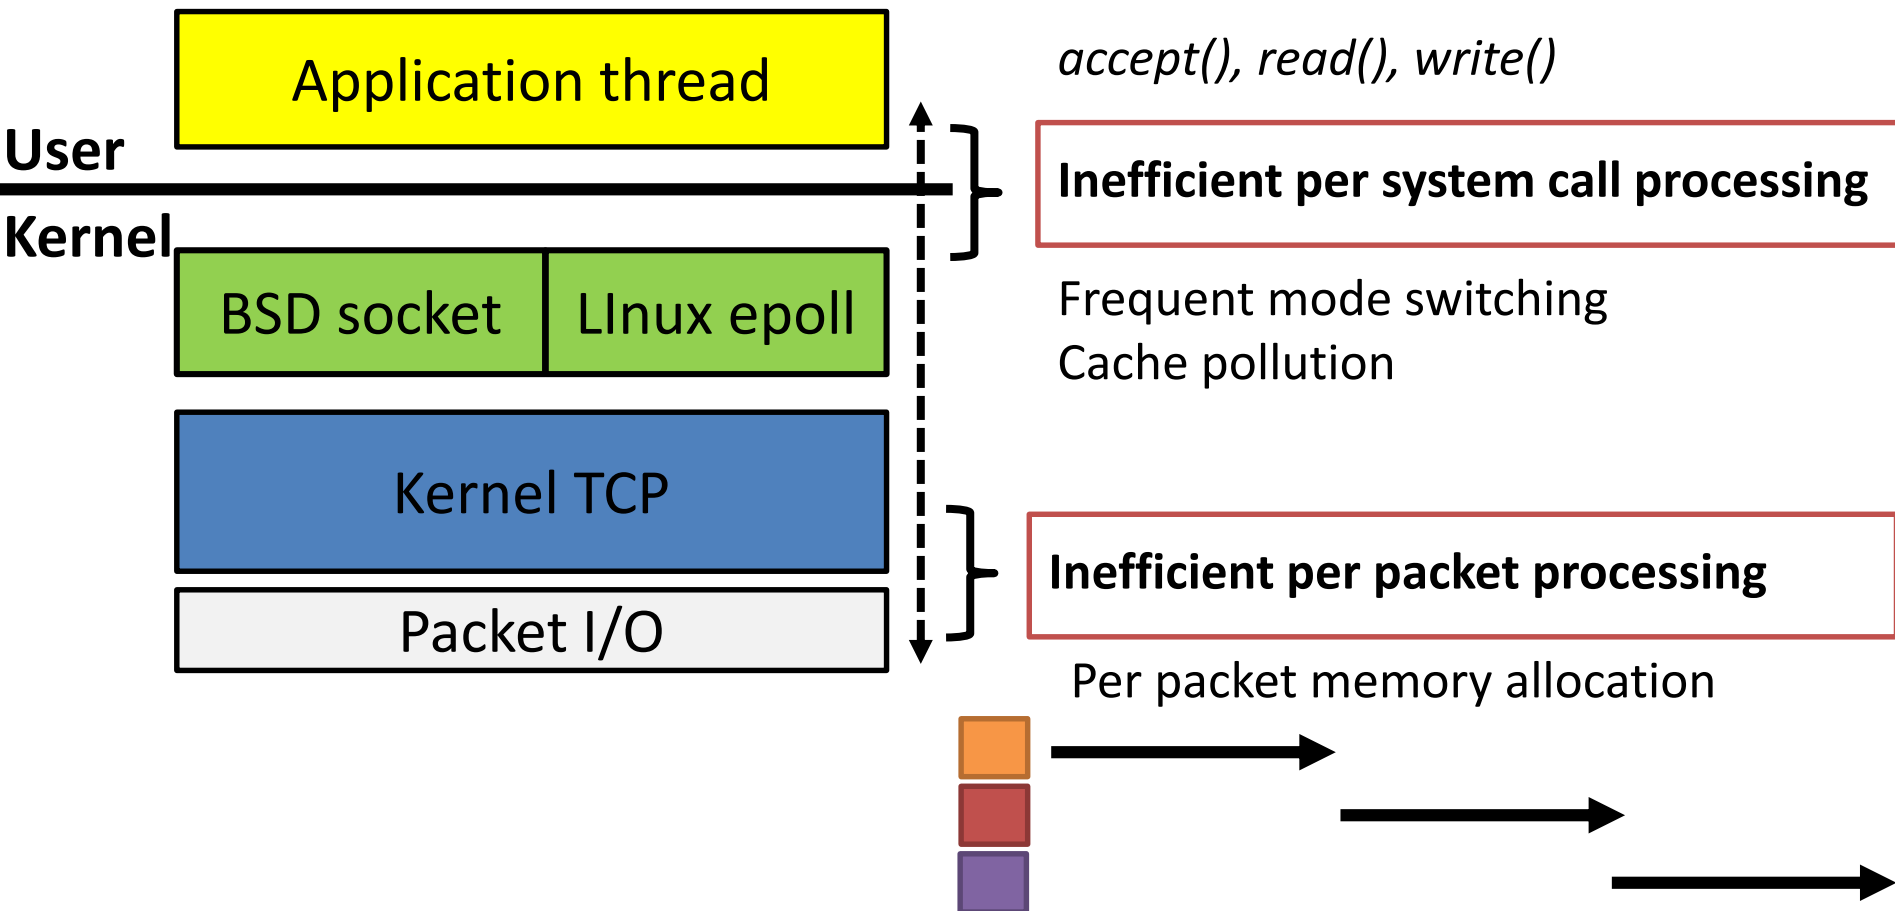 Application thread
accept(), read(), write()
User
Inefficient per system call processing
Kernel
BSD socket
LInux epoll
Frequent mode switching
Cache pollution
Kernel TCP
Inefficient per packet processing
Packet I/O
Per packet memory allocation